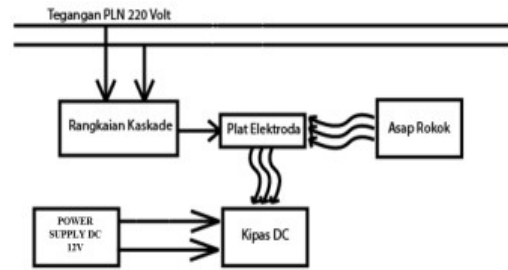 Tegangan PLN 220 Volt
Rangkaian Kaskade
Plat Elektroda
Asap Rokok
POWER
SUPPLY DC
12V
Kipas DC